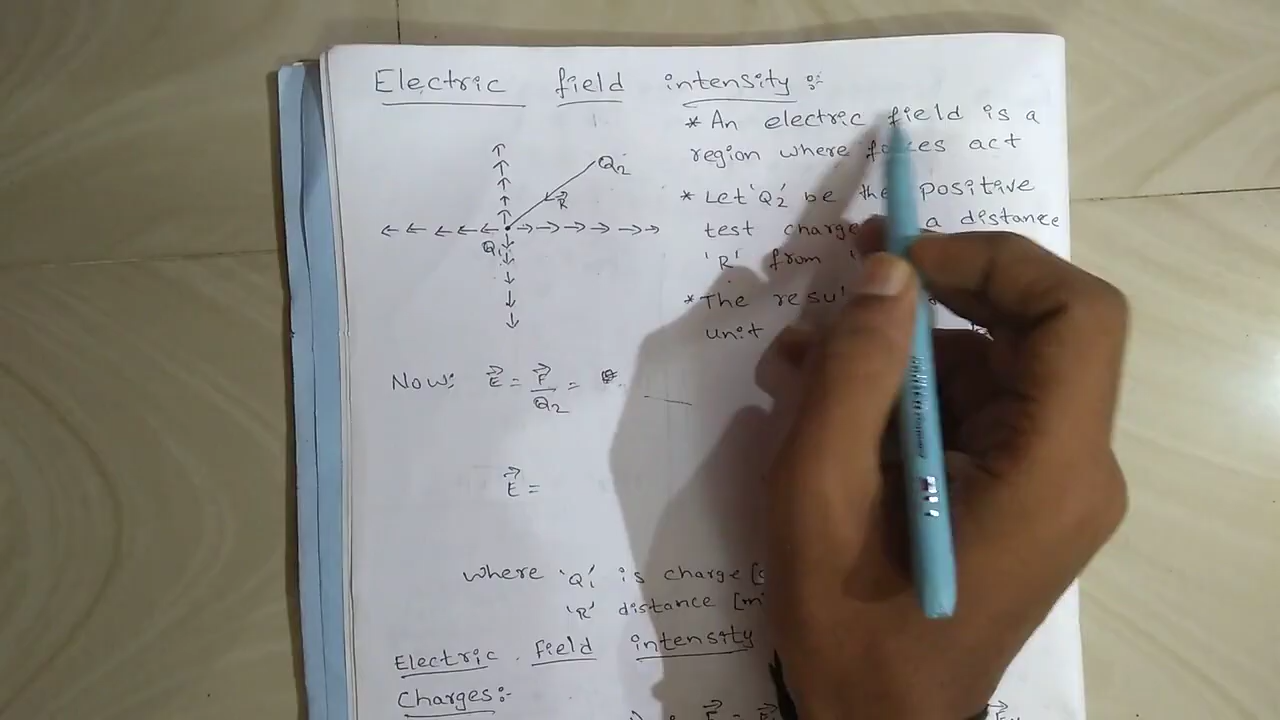 Electric field intensity :-
* An electric field is a
region where forces act
Q2
* Let 'Q2' be the positive
R
test charge a distance
Q1
'R' from '
* The
unit
Now: E = F / Q2 =
E =
where 'Q1' is charge
'R' distance
Electric Field intensity
Charges:-